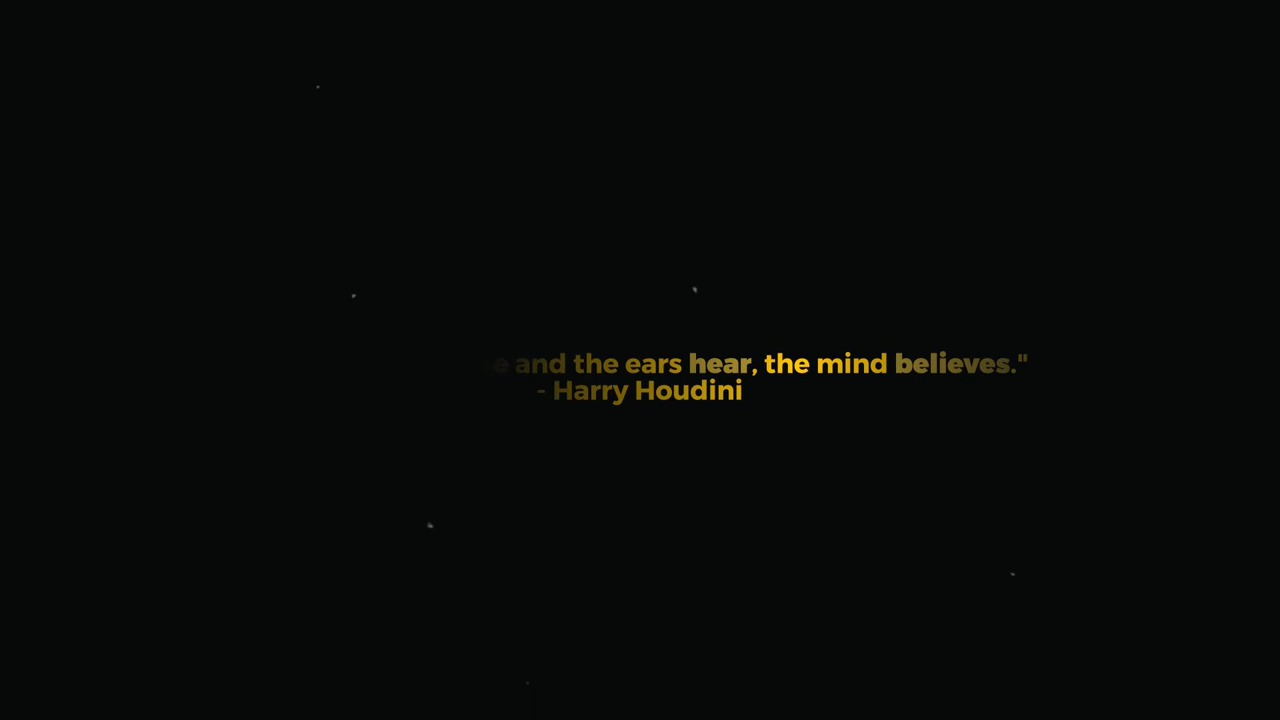 and the ears hear, the mind believes."
- Harry Houdini